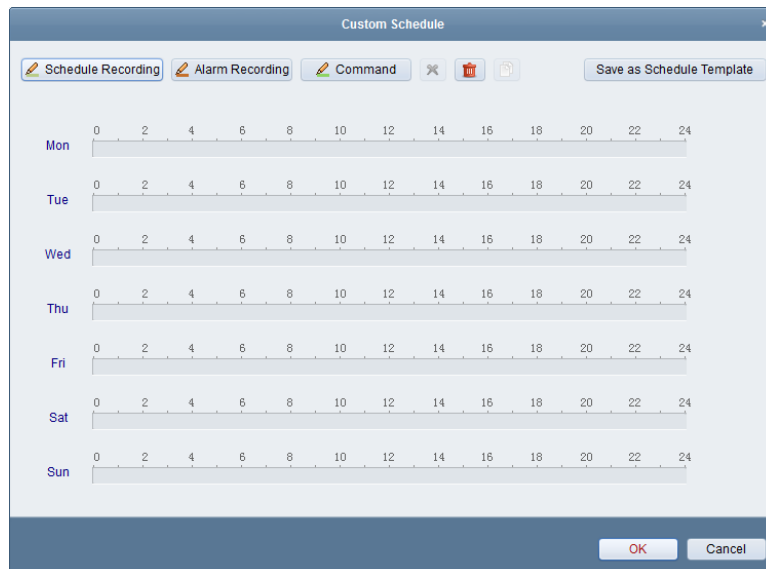 Custom Schedule
Schedule Recording Alarm Recording Command Save as Schedule Template
0 2 4 6 8 10 12 14 16 18 20 22 24
Mon
0 2 4 6 8 10 12 14 16 18 20 22 24
Tue
0 2 4 6 8 10 12 14 16 18 20 22 24
Wed
0 2 4 6 8 10 12 14 16 18 20 22 24
Thu
0 2 4 6 8 10 12 14 16 18 20 22 24
Fri
0 2 4 6 8 10 12 14 16 18 20 22 24
Sat
0 2 4 6 8 10 12 14 16 18 20 22 24
Sun
OK Cancel